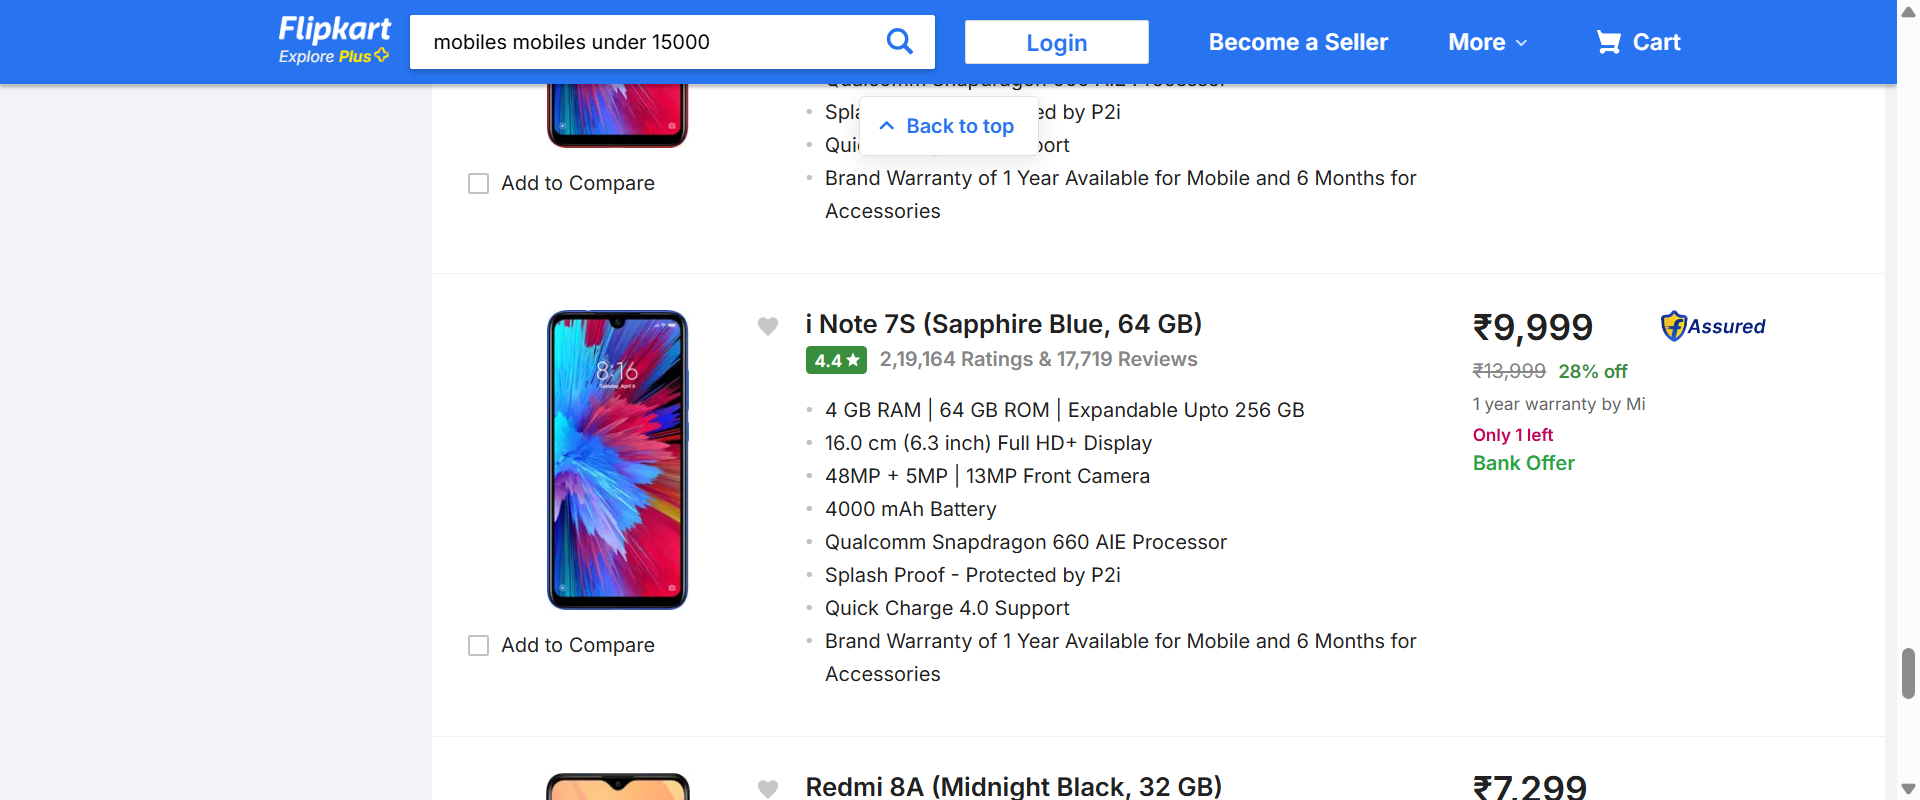 Flipkart
Explore Plus
mobiles mobiles under 15000
Login
Become a Seller
More
Cart
Back to top
ed by P2i
Brand Warranty of 1 Year Available for Mobile and 6 Months for
Accessories
Add to Compare
i Note 7S (Sapphire Blue, 64 GB)
4.4★ 2,19,164 Ratings & 17,719 Reviews
4 GB RAM | 64 GB ROM | Expandable Upto 256 GB
16.0 cm (6.3 inch) Full HD+ Display
48MP + 5MP | 13MP Front Camera
4000 mAh Battery
Qualcomm Snapdragon 660 AIE Processor
Splash Proof - Protected by P2i
Quick Charge 4.0 Support
Brand Warranty of 1 Year Available for Mobile and 6 Months for
Accessories
8:16
Tuesday, April 6
Add to Compare
₹9,999
Assured
₹13,999 28% off
1 year warranty by Mi
Only 1 left
Bank Offer
Redmi 8A (Midnight Black, 32 GB)
₹7,299